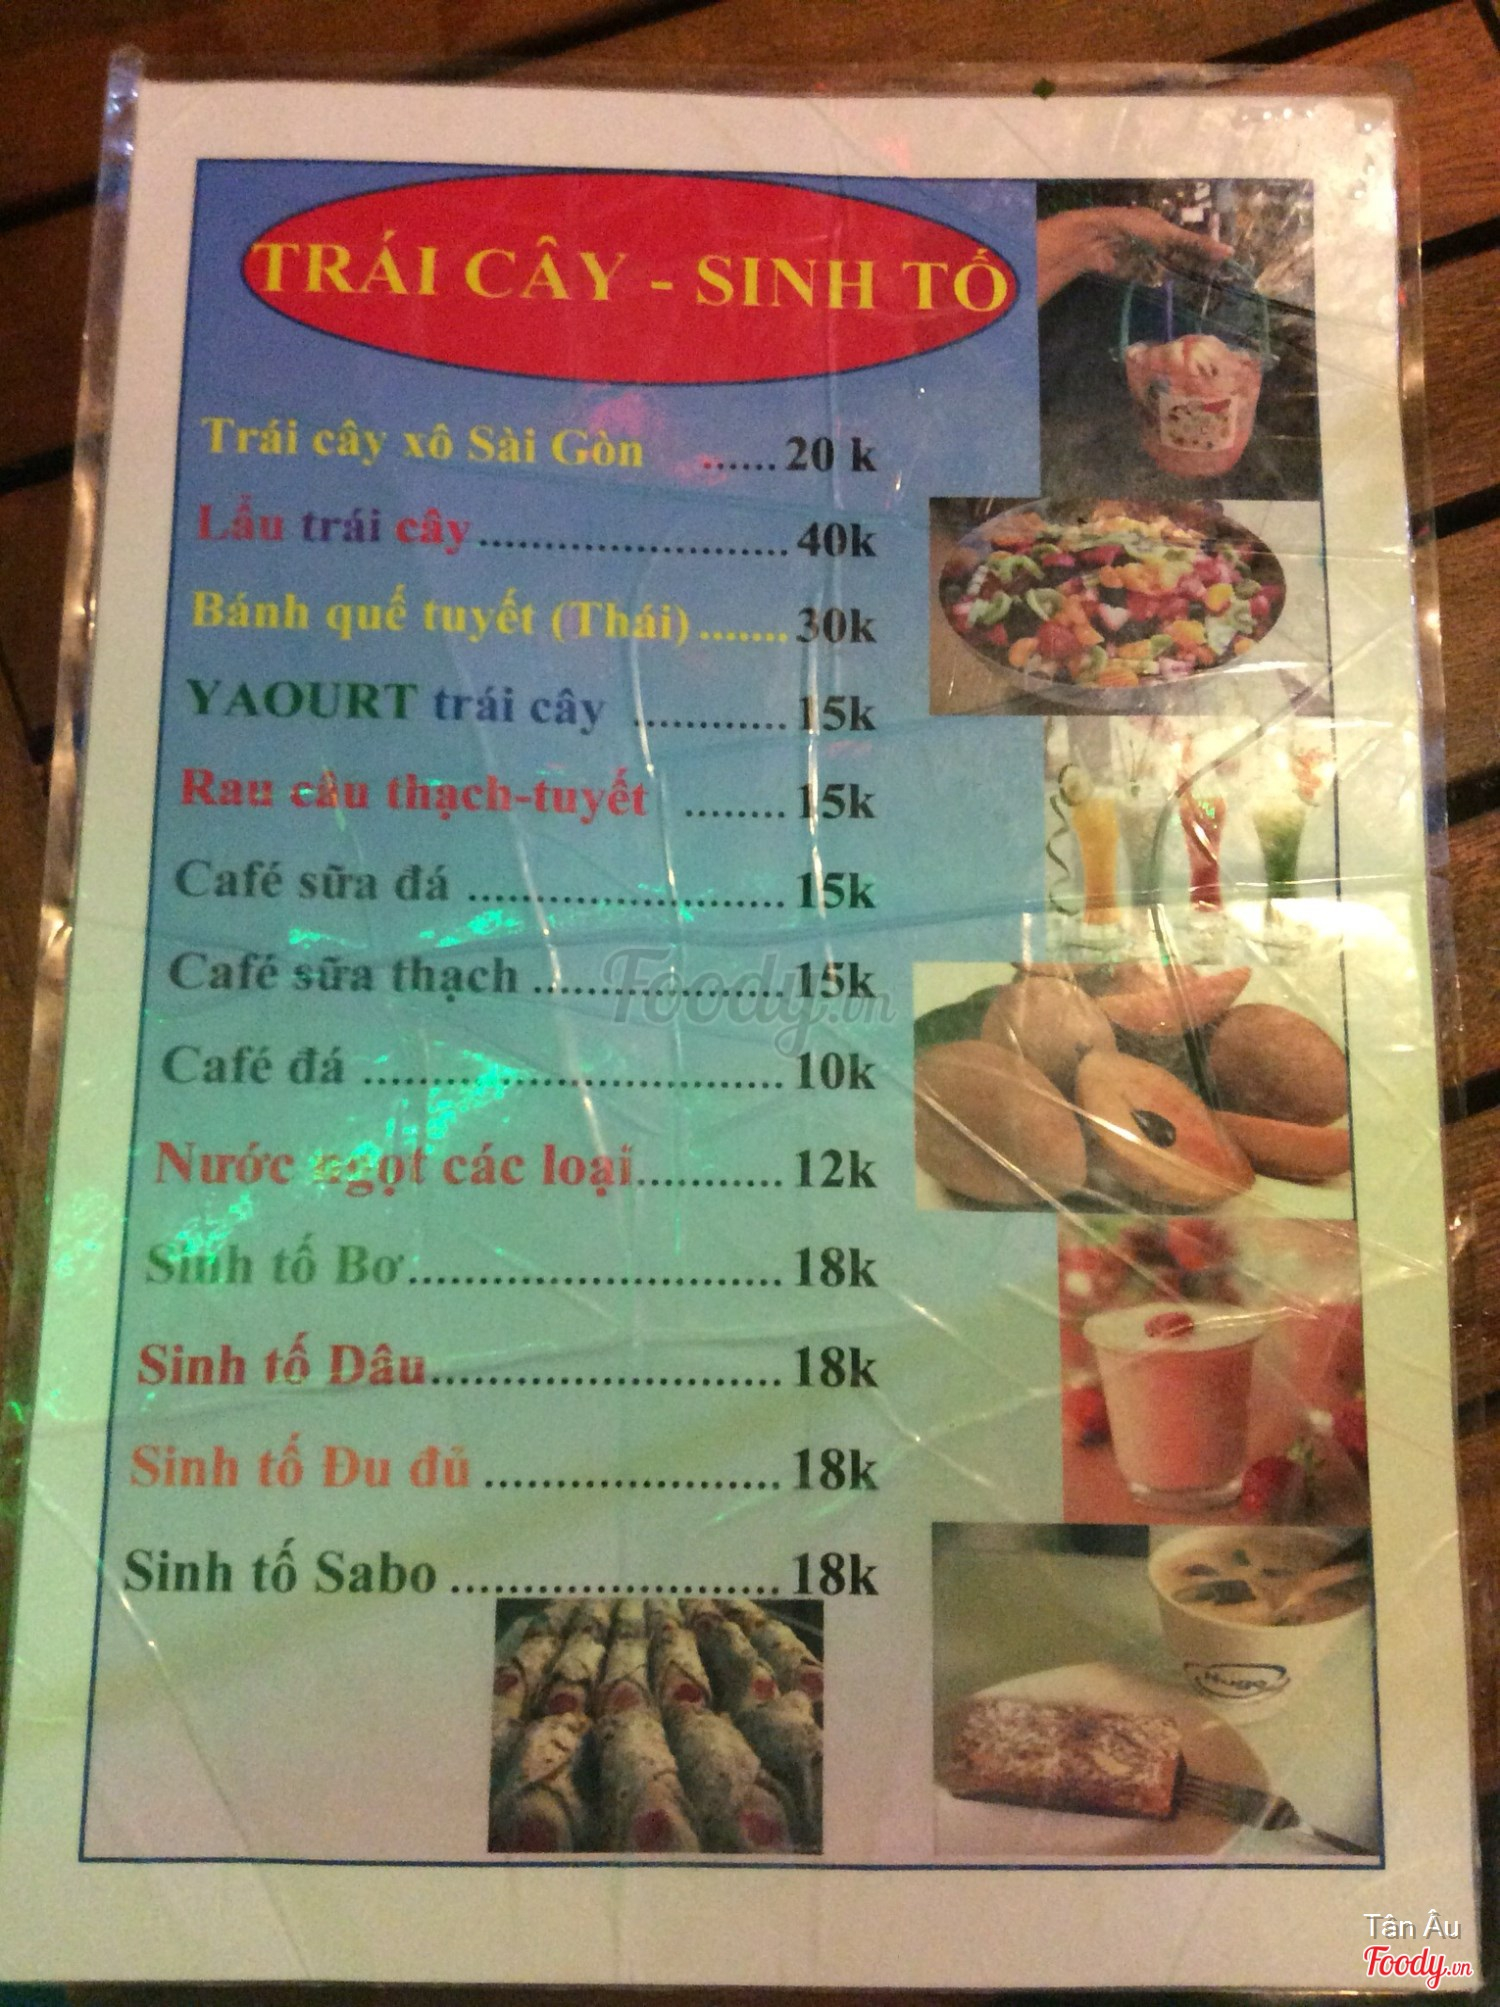 TRÁI CÂY - SINH TỐ
Trái cây xô Sài Gòn ......20 k
Lẩu trái cây..........................40k
Bánh quế tuyết (Thái)........30k
YAOURT trái cây .............15k
Rau câu thạch-tuyết .........15k
Café sữa đá ...........................15k
Café sữa thạch .....................15k
Café đá ...................................10k
Nước ngọt các loại............12k
Sinh tố Bơ...............................18k
Sinh tố Dâu.............................18k
Sinh tố Đu đủ .........................18k
Sinh tố Sabo ...........................18k
Foody.vn
Tân Âu
Foody.vn